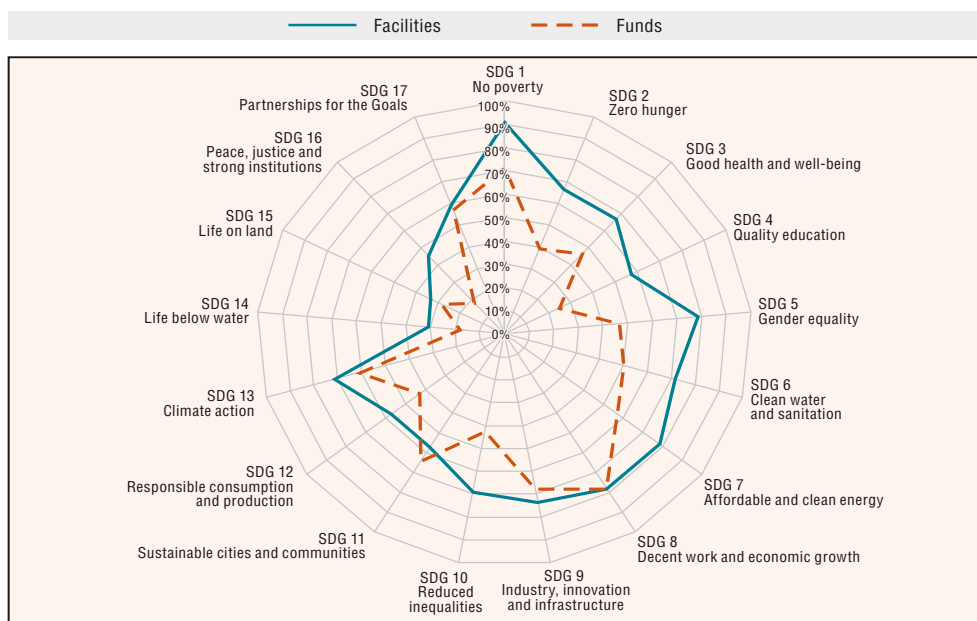 Facilities
Funds
SDG 1
No poverty
SDG 2
Zero hunger
SDG 3
Good health and well-being
SDG 4
Quality education
SDG 5
Gender equality
SDG 6
Clean water
and sanitation
SDG 7
Affordable and clean energy
SDG 8
Decent work and economic growth
SDG 9
Industry, innovation
and infrastructure
SDG 10
Reduced
inequalities
SDG 11
Sustainable cities and communities
SDG 12
Responsible consumption
and production
SDG 13
Climate action
SDG 14
Life below water
SDG 15
Life on land
SDG 16
Peace, justice and
strong institutions
SDG 17
Partnerships for the Goals
100%
90%
80%
70%
60%
50%
40%
30%
20%
10%
0%